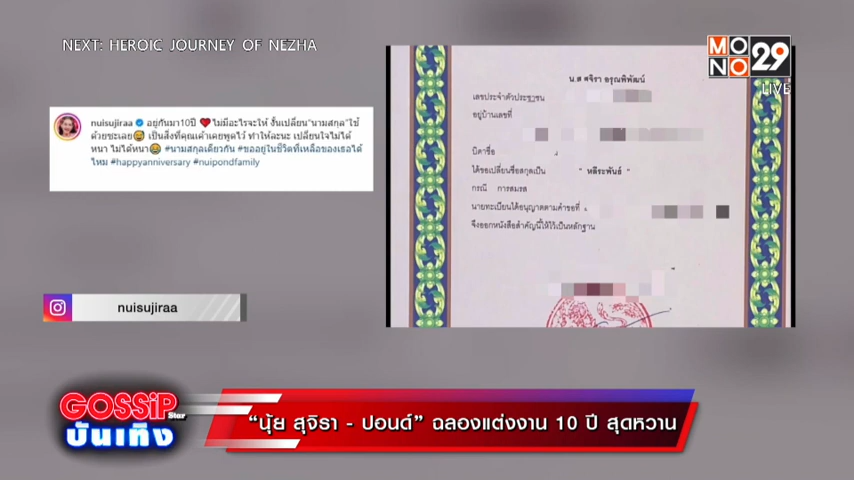 NEXT: HEROIC JOURNEY OF NEZHA
MONO 29
LIVE
nuisujiraa อยู่กันมา10ปี ❤️ไม่มีอะไรจะให้ งั้นเปลี่ยน"นามสกุล"ใช้
ด้วยซะเลย😅 เป็นสิ่งที่คุณเค้าเคยพูดไว้ ทำให้ละนะ เปลี่ยนใจไม่ได้
หนา ไม่ได้หนา😂 #นามสกุลเดียวกัน #ขออยู่ในชีวิตที่เหลือของเธอได้
ไหม #happyanniversary #nuipondfamily
น.ส ศจิรา อรุณพิพัฒน์
เลขประจำตัวประชาชน
อยู่บ้านเลขที่
บิดาชื่อ
ได้ขอเปลี่ยนชื่อสกุลเป็น " หลีระพันธ์ "
กรณี การสมรส
นายทะเบียนได้อนุญาตตามคำขอที่
จึงออกหนังสือสำคัญนี้ให้ไว้เป็นหลักฐาน
nuisujiraa
GOSSiP Star
บันเทิง
“นุ้ย สุจิรา - ปอนด์” ฉลองแต่งงาน 10 ปี สุดหวาน